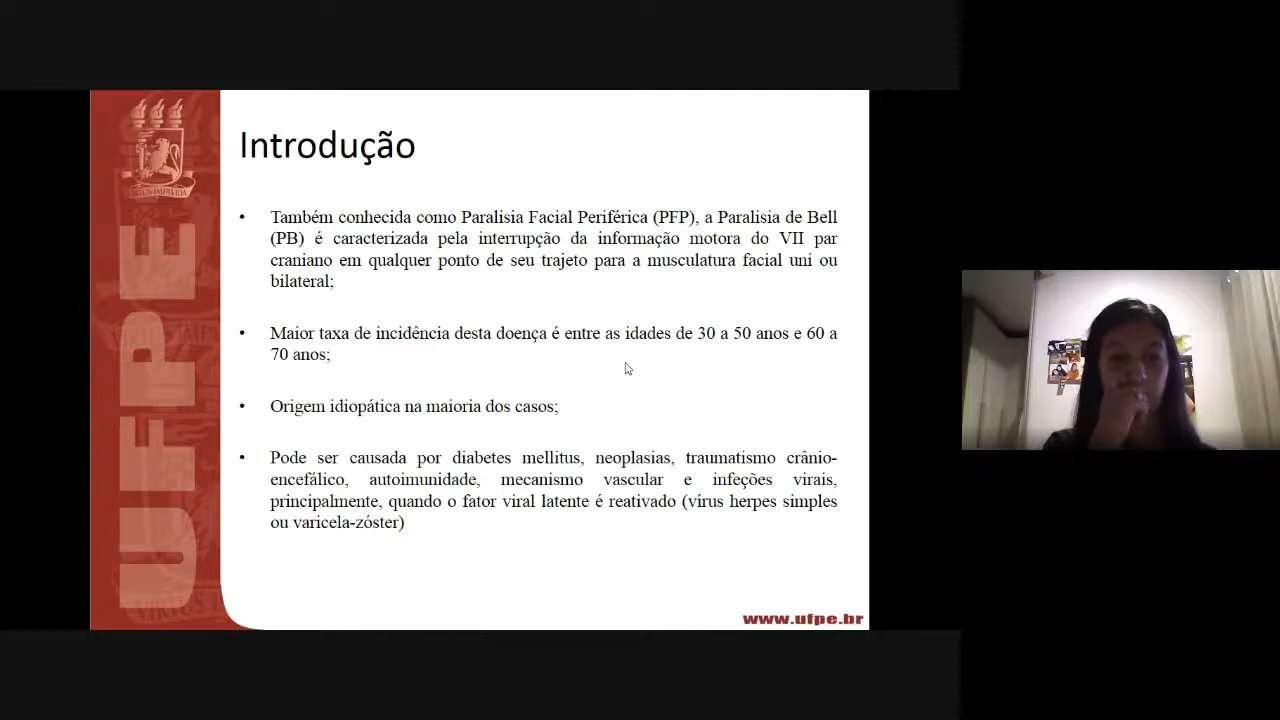 Introdução
• Também conhecida como Paralisia Facial Periférica (PFP), a Paralisia de Bell
(PB) é caracterizada pela interrupção da informação motora do VII par
craniano em qualquer ponto de seu trajeto para a musculatura facial uni ou
bilateral;
• Maior taxa de incidência desta doença é entre as idades de 30 a 50 anos e 60 a
70 anos;
• Origem idiopática na maioria dos casos;
• Pode ser causada por diabetes mellitus, neoplasias, traumatismo crânio-
encefálico, autoimunidade, mecanismo vascular e infeções virais,
principalmente, quando o fator viral latente é reativado (vírus herpes simples
ou varicela-zóster)
UFPE
www.ufpe.br